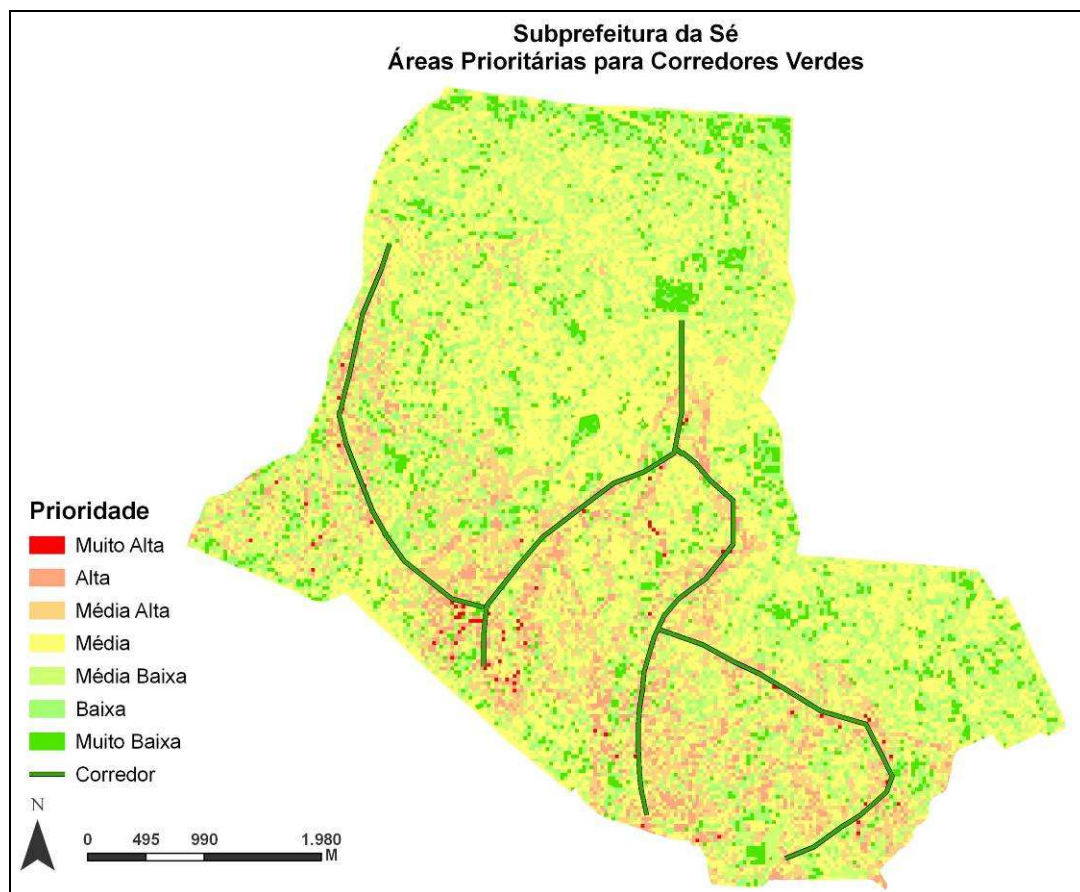 Subprefeitura da Sé
Áreas Prioritárias para Corredores Verdes
Prioridade
Muito Alta
Alta
Média Alta
Média
Média Baixa
Baixa
Muito Baixa
Corredor
N
0 495 990 1.980
M